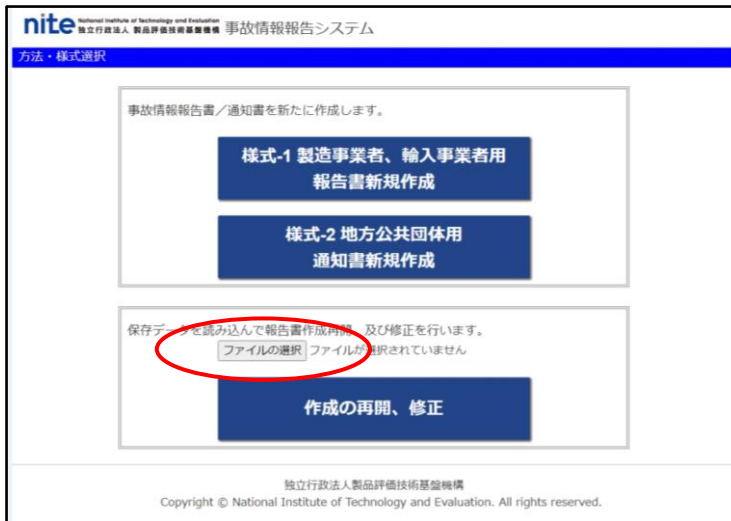 nite National Institute of Technology and Evaluation
独立行政法人 製品評価技術基盤機構 事故情報報告システム
方法・様式選択
事故情報報告書／通知書を新たに作成します。
様式-1 製造事業者、輸入事業者用
報告書新規作成
様式-2 地方公共団体用
通知書新規作成
保存データを読み込んで報告書作成再開、及び修正を行います。
ファイルの選択 ファイルが選択されていません
作成の再開、修正
独立行政法人製品評価技術基盤機構
Copyright © National Institute of Technology and Evaluation. All rights reserved.